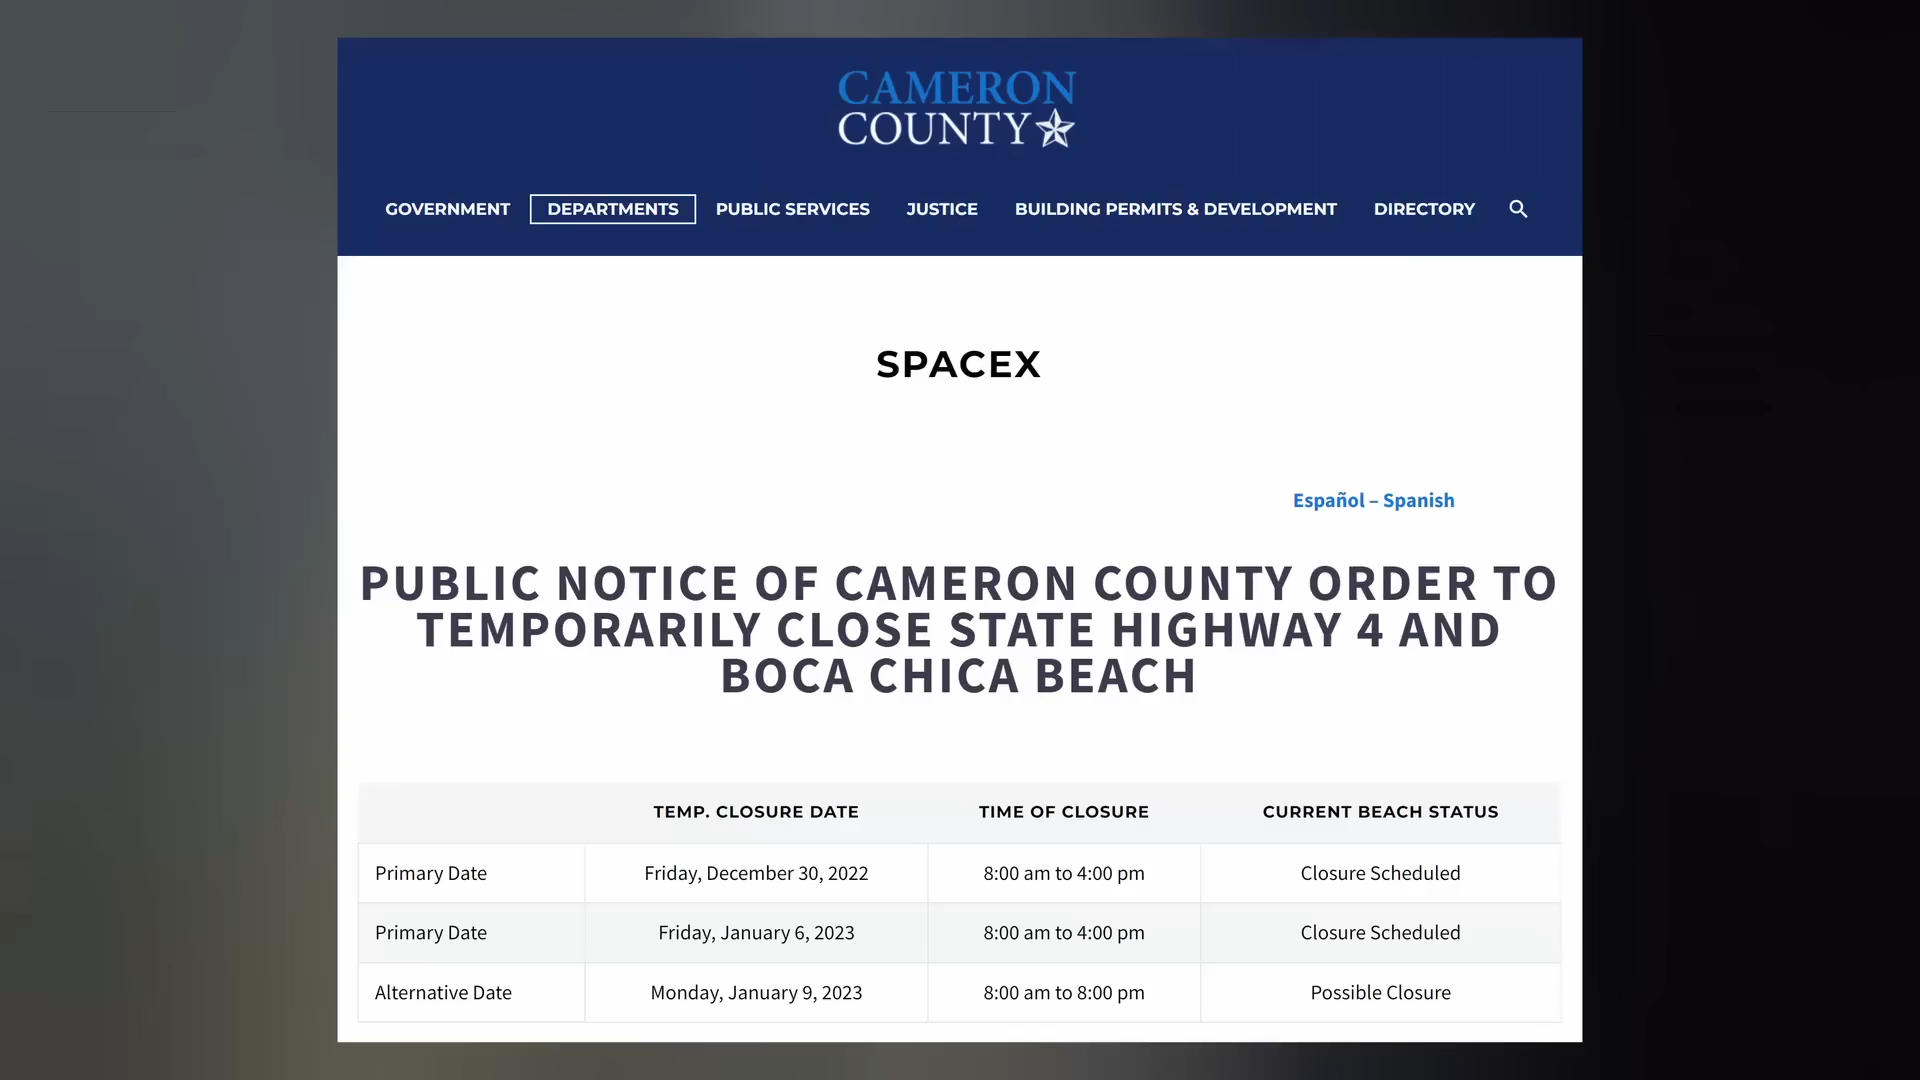 CAMERON
COUNTY
GOVERNMENT DEPARTMENTS PUBLIC SERVICES JUSTICE BUILDING PERMITS & DEVELOPMENT DIRECTORY
SPACEX
Español – Spanish
PUBLIC NOTICE OF CAMERON COUNTY ORDER TO
TEMPORARILY CLOSE STATE HIGHWAY 4 AND
BOCA CHICA BEACH
TEMP. CLOSURE DATE TIME OF CLOSURE CURRENT BEACH STATUS
Primary Date Friday, December 30, 2022 8:00 am to 4:00 pm Closure Scheduled
Primary Date Friday, January 6, 2023 8:00 am to 4:00 pm Closure Scheduled
Alternative Date Monday, January 9, 2023 8:00 am to 8:00 pm Possible Closure